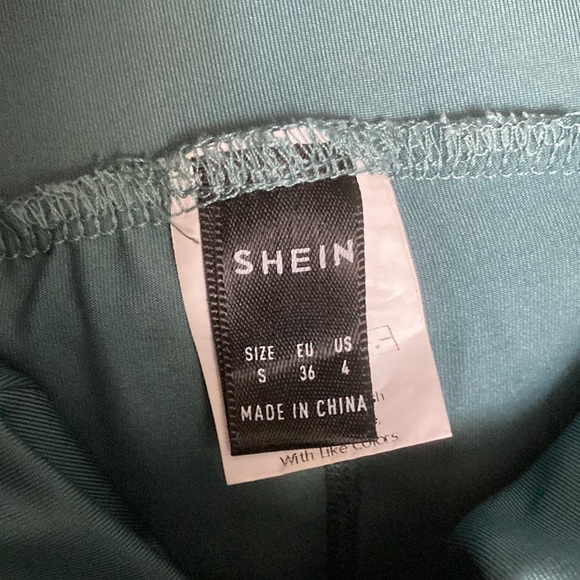 SHEIN
SIZE EU US
S 36 4
MADE IN CHINA
With Like Colors